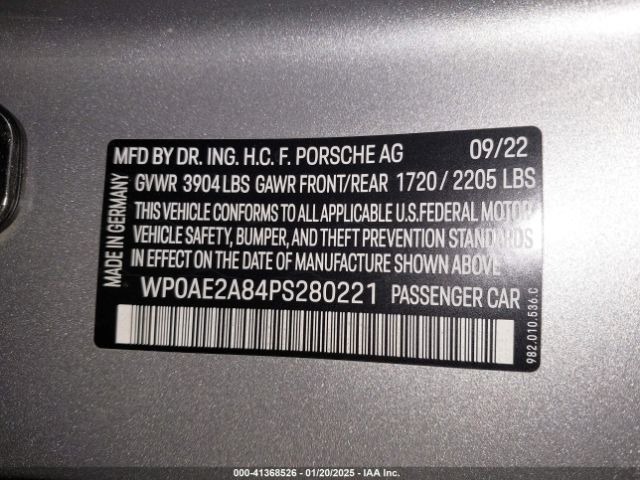 MFD BY DR. ING. H.C. F. PORSCHE AG 09/22
GVWR 3904 LBS GAWR FRONT/REAR 1720 / 2205 LBS
THIS VEHICLE CONFORMS TO ALL APPLICABLE U.S. FEDERAL MOTOR
VEHICLE SAFETY, BUMPER, AND THEFT PREVENTION STANDARDS
IN EFFECT ON THE DATE OF MANUFACTURE SHOWN ABOVE.
WP0AE2A84PS280221 PASSENGER CAR
MADE IN GERMANY
982.010.536.C
000-41368526 - 01/20/2025 - IAA Inc.